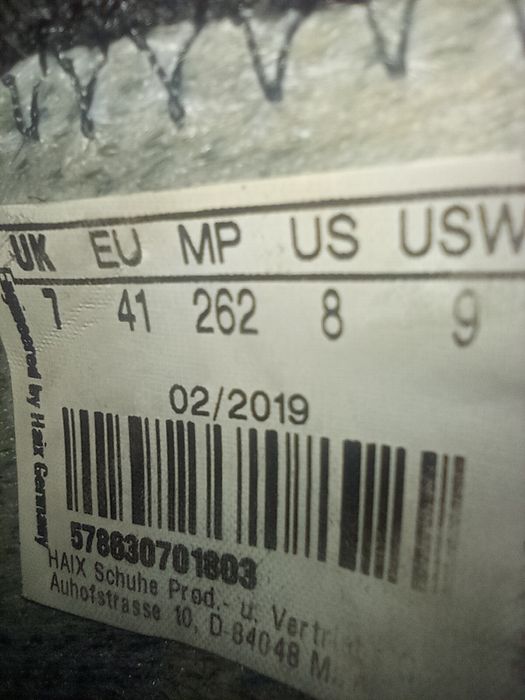 UK EU MP US USW
7 41 262 8 9
02/2019
578630701803
HAIX Schuhe Prod.- u. Vertri
Auhofstrasse 10, D 84048 M..
Engineered by Haix Germany